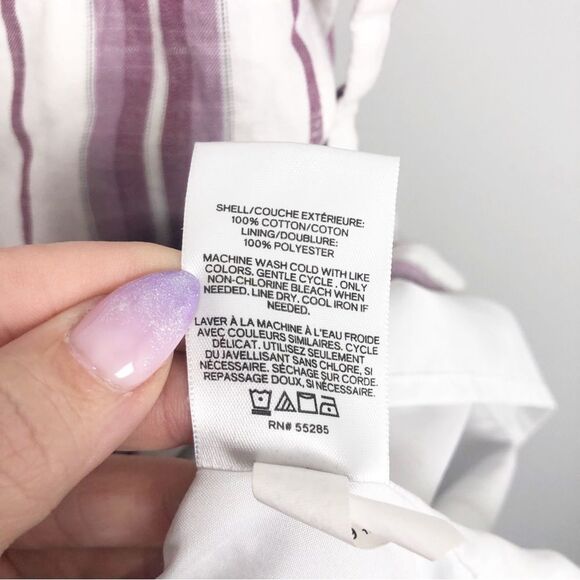 SHELL/COUCHE EXTÉRIEURE:
100% COTTON/COTON
LINING/DOUBLURE:
100% POLYESTER
MACHINE WASH COLD WITH LIKE
COLORS. GENTLE CYCLE. ONLY
NON-CHLORINE BLEACH WHEN
NEEDED. LINE DRY. COOL IRON IF
NEEDED.
LAVER À LA MACHINE À L'EAU FROIDE
AVEC COULEURS SIMILAIRES. CYCLE
DÉLICAT. UTILISEZ SEULEMENT
DU JAVELLISANT SANS CHLORE, SI
NÉCESSAIRE. SÉCHAGE SUR CORDE.
REPASSAGE DOUX, SI NÉCESSAIRE.
RN# 55285